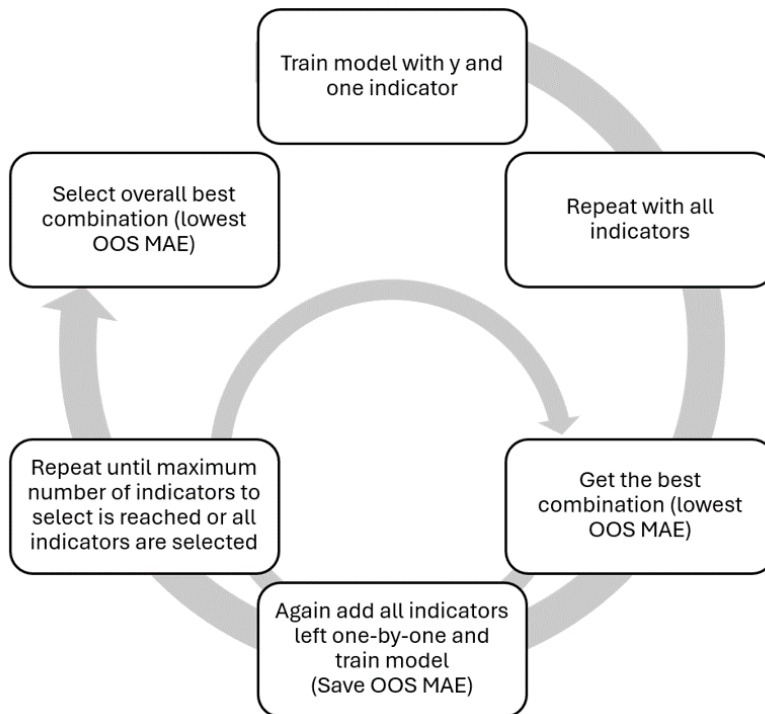 Train model with y and
one indicator
Repeat with all
indicators
Get the best
combination (lowest
OOS MAE)
Again add all indicators
left one-by-one and
train model
(Save OOS MAE)
Repeat until maximum
number of indicators to
select is reached or all
indicators are selected
Select overall best
combination (lowest
OOS MAE)